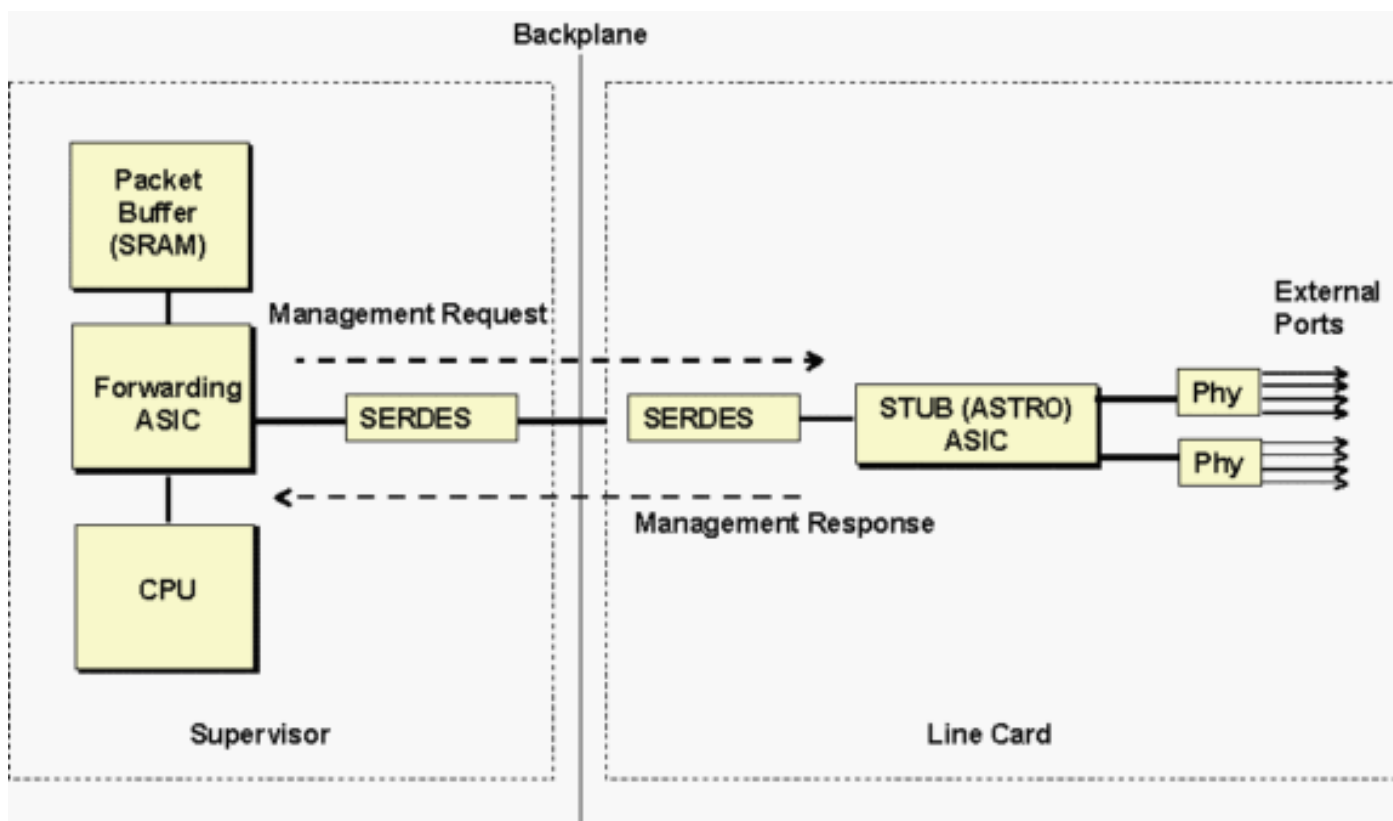 Backplane
Packet
Buffer
(SRAM)
Management Request
External
Ports
Forwarding
ASIC
SERDES
SERDES
STUB (ASTRO)
ASIC
Phy
Phy
Management Response
CPU
Supervisor
Line Card